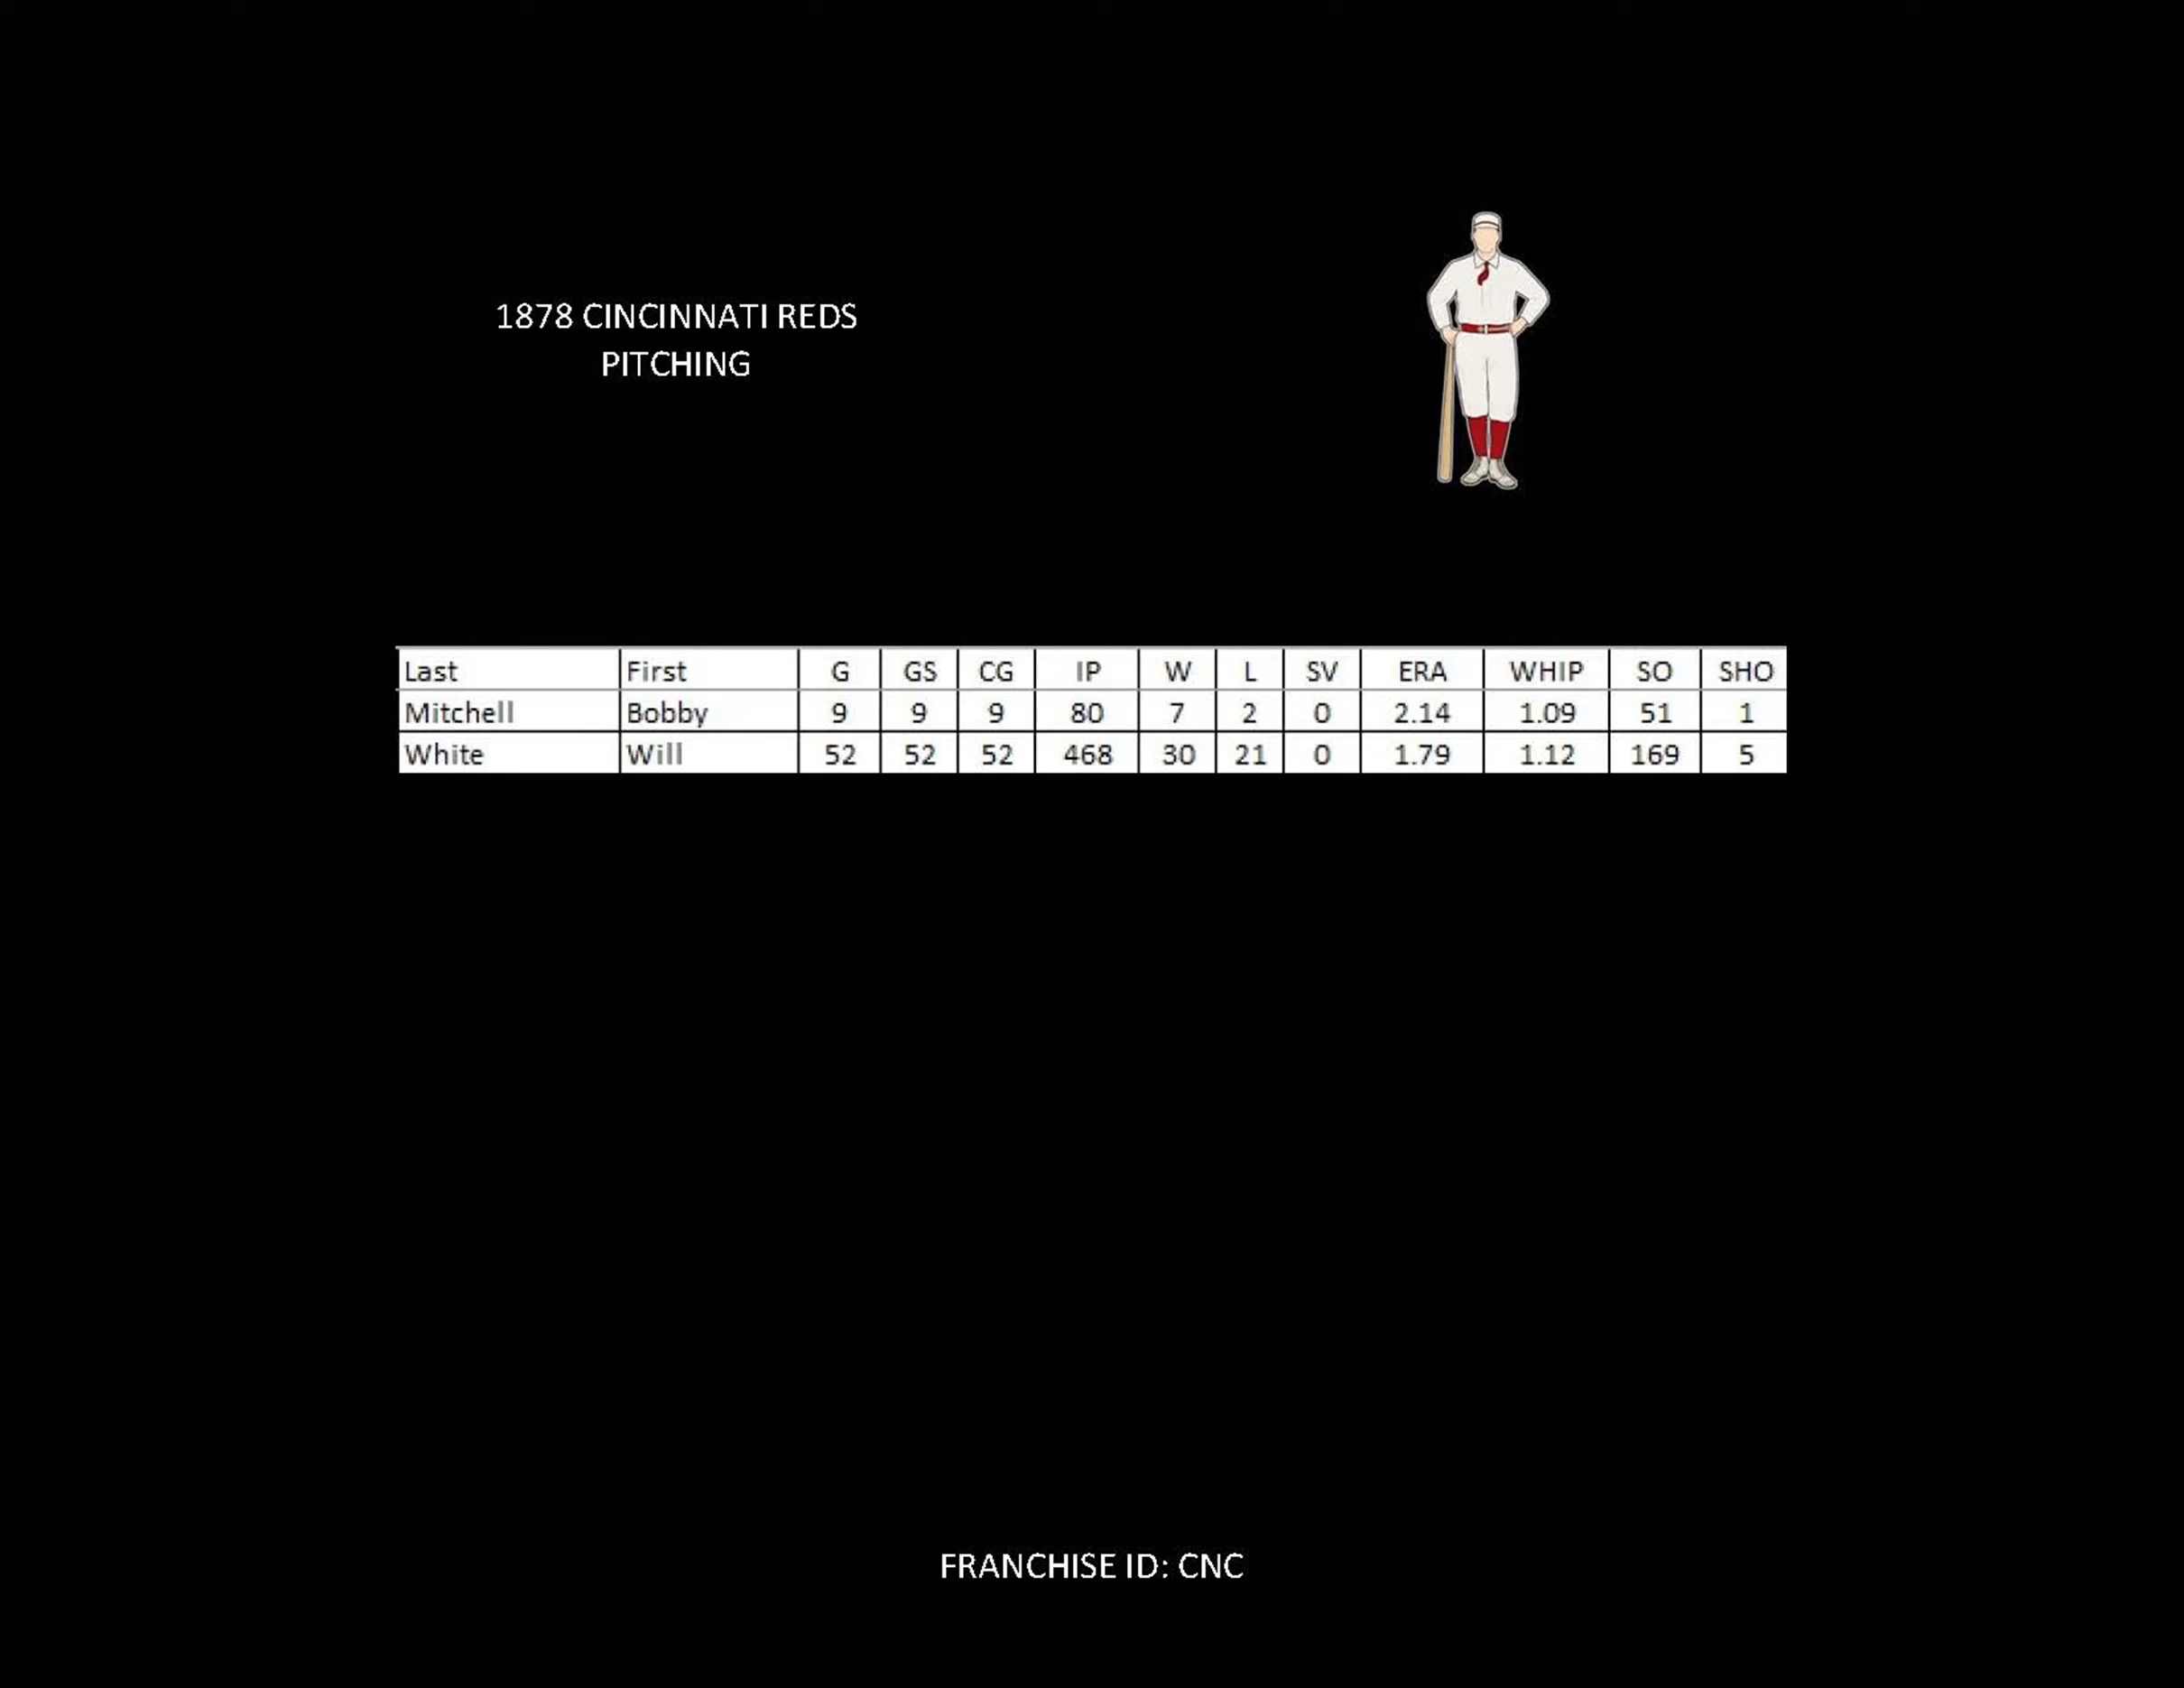 1878 CINCINNATI REDS
PITCHING
Last First G GS CG IP W L SV ERA WHIP SO SHO
Mitchell Bobby 9 9 9 80 7 2 0 2.14 1.09 51 1
White Will 52 52 52 468 30 21 0 1.79 1.12 169 5
FRANCHISE ID: CNC